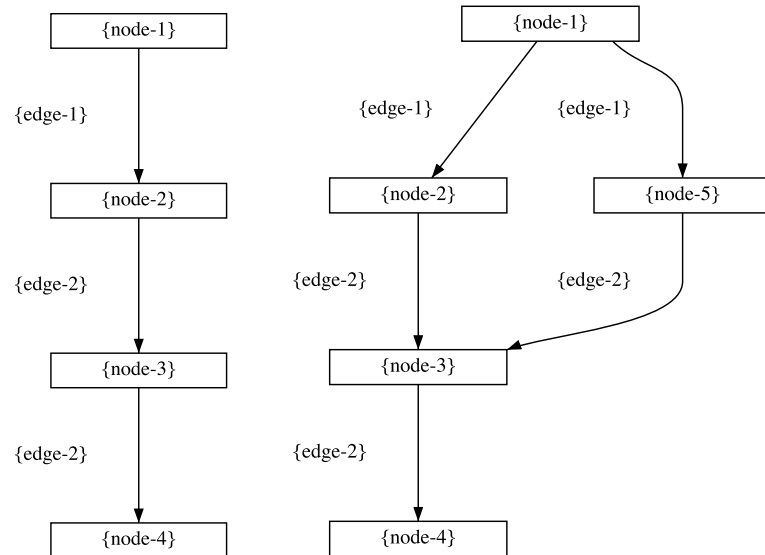 {node-1}
{edge-1}
{node-2}
{edge-2}
{node-3}
{edge-2}
{node-4}
{node-1}
{edge-1}
{edge-1}
{node-2}
{node-5}
{edge-2}
{edge-2}
{node-3}
{edge-2}
{node-4}